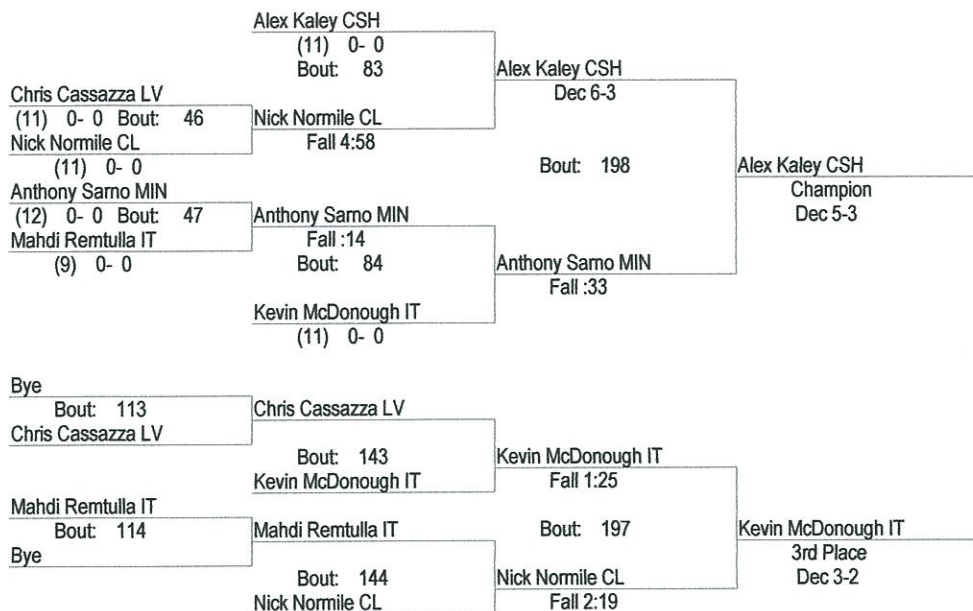 Alex Kaley CSH
(11) 0- 0
Bout: 83
Alex Kaley CSH
Dec 6-3
Chris Cassazza LV
(11) 0- 0 Bout: 46
Nick Normile CL
Fall 4:58
Nick Normile CL
(11) 0- 0
Bout: 198
Alex Kaley CSH
Champion
Dec 5-3
Anthony Sarno MIN
(12) 0- 0 Bout: 47
Anthony Sarno MIN
Fall :14
Mahdi Remtulla IT
(9) 0- 0
Bout: 84
Anthony Sarno MIN
Fall :33
Kevin McDonough IT
(11) 0- 0
Bye
Bout: 113
Chris Cassazza LV
Chris Cassazza LV
Bout: 143
Kevin McDonough IT
Fall 1:25
Kevin McDonough IT
Mahdi Remtulla IT
Bout: 114
Mahdi Remtulla IT
Bout: 197
Kevin McDonough IT
3rd Place
Dec 3-2
Bye
Bout: 144
Nick Normile CL
Fall 2:19
Nick Normile CL